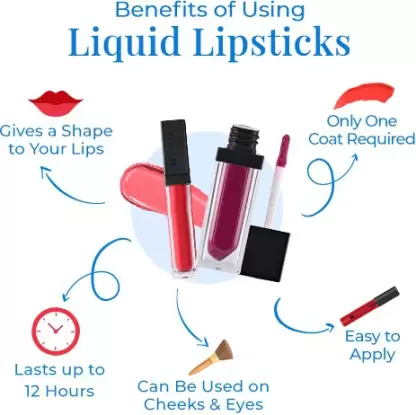 Benefits of Using
Liquid Lipsticks
Gives a Shape
to Your Lips
Only One
Coat Required
Lasts up to
12 Hours
Can Be Used on
Cheeks & Eyes
Easy to
Apply